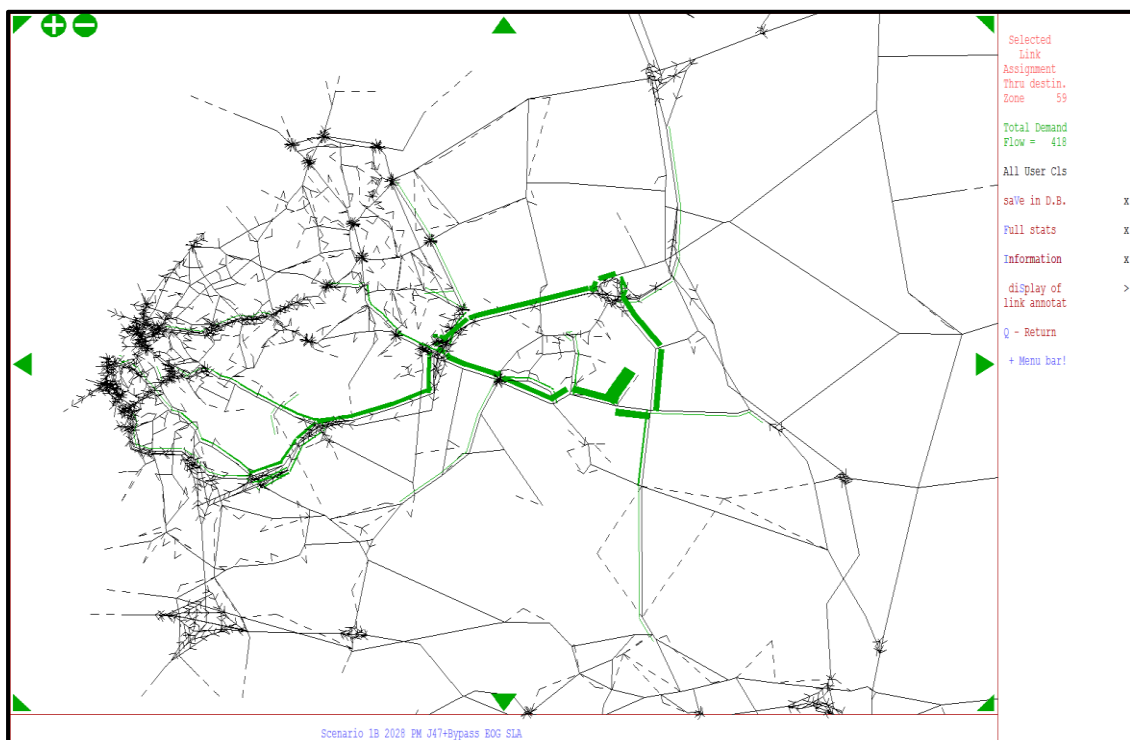 Selected
Link
Assignment
Thru destin.
Zone 59
Total Demand
Flow = 418
All User Cls
saVe in D.B. x
Full stats x
Information x
diSplay of >
link annotat
Q - Return
+ Menu bar!
Scenario 1B 2028 PM J47+Bypass EOG SLA